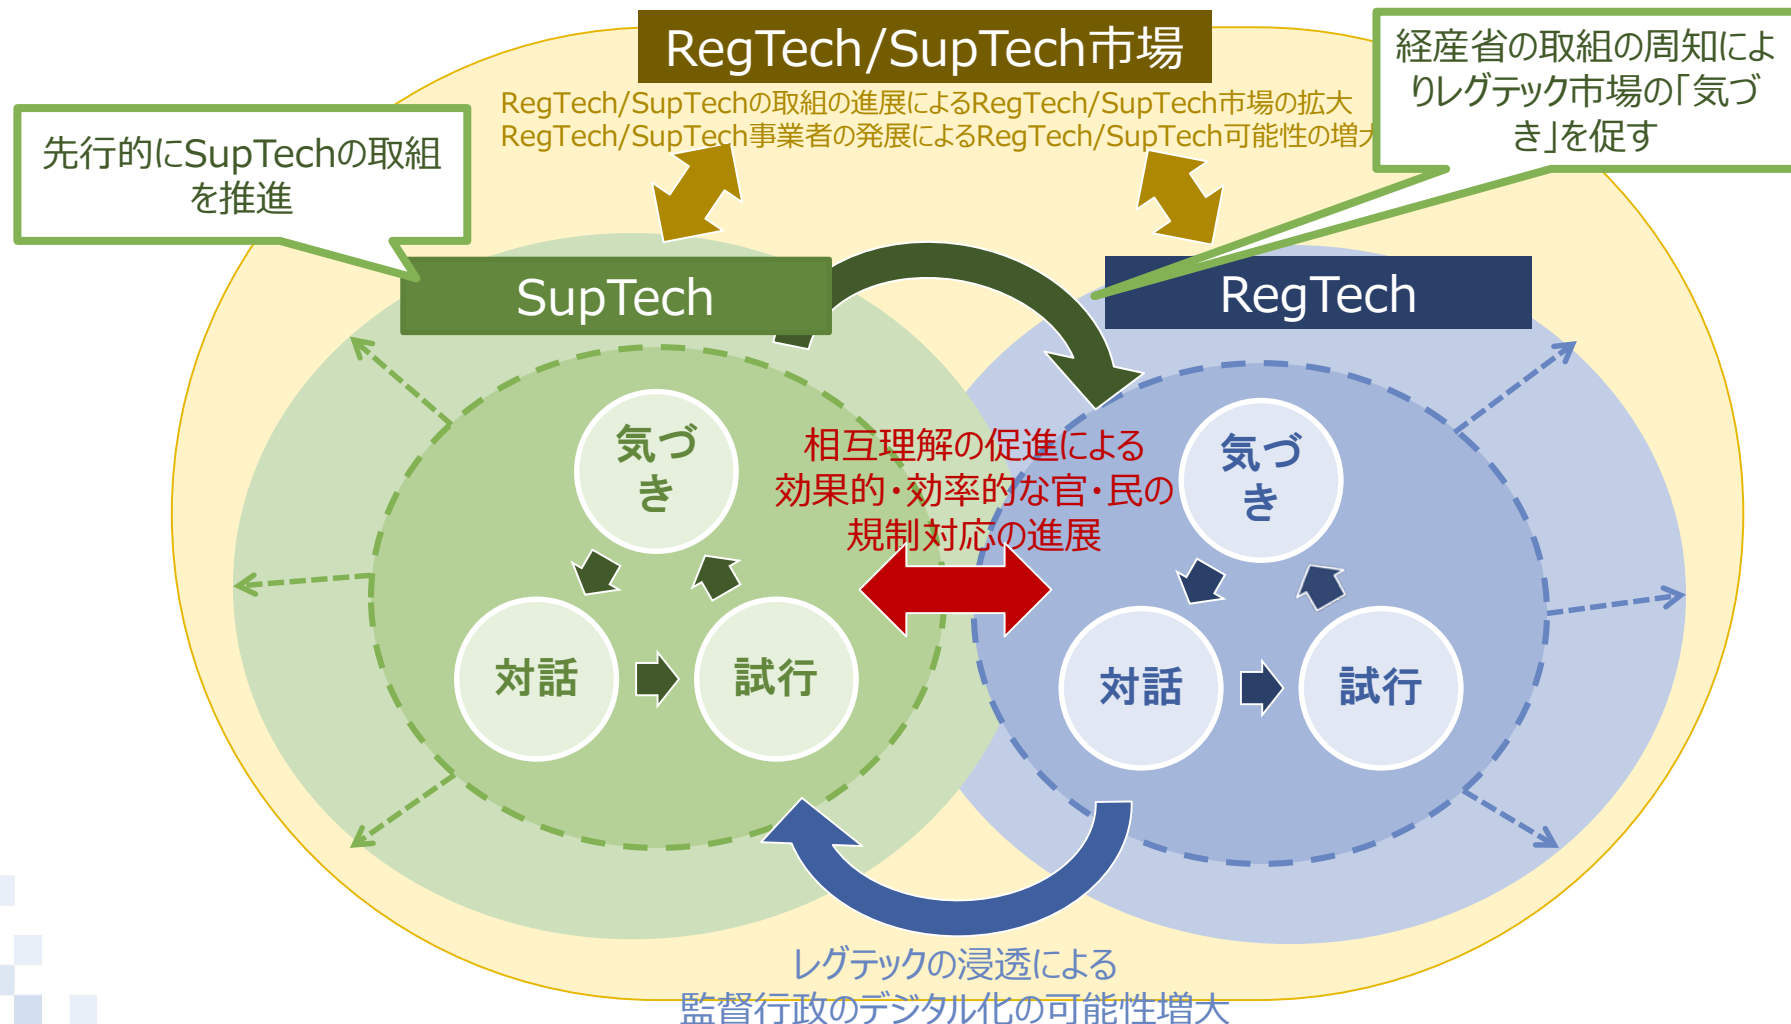 RegTech/SupTech市場
RegTech/SupTechの取組の進展によるRegTech/SupTech市場の拡大
RegTech/SupTech事業者の発展によるRegTech/SupTech可能性の増大
経産省の取組の周知によ
りレグテック市場の「気づ
き」を促す
先行的にSupTechの取組
を推進
SupTech
RegTech
気づ
き
対話
試行
相互理解の促進による
効果的・効率的な官・民の
規制対応の進展
気づ
き
対話
試行
レグテックの浸透による
監督行政のデジタル化の可能性増大